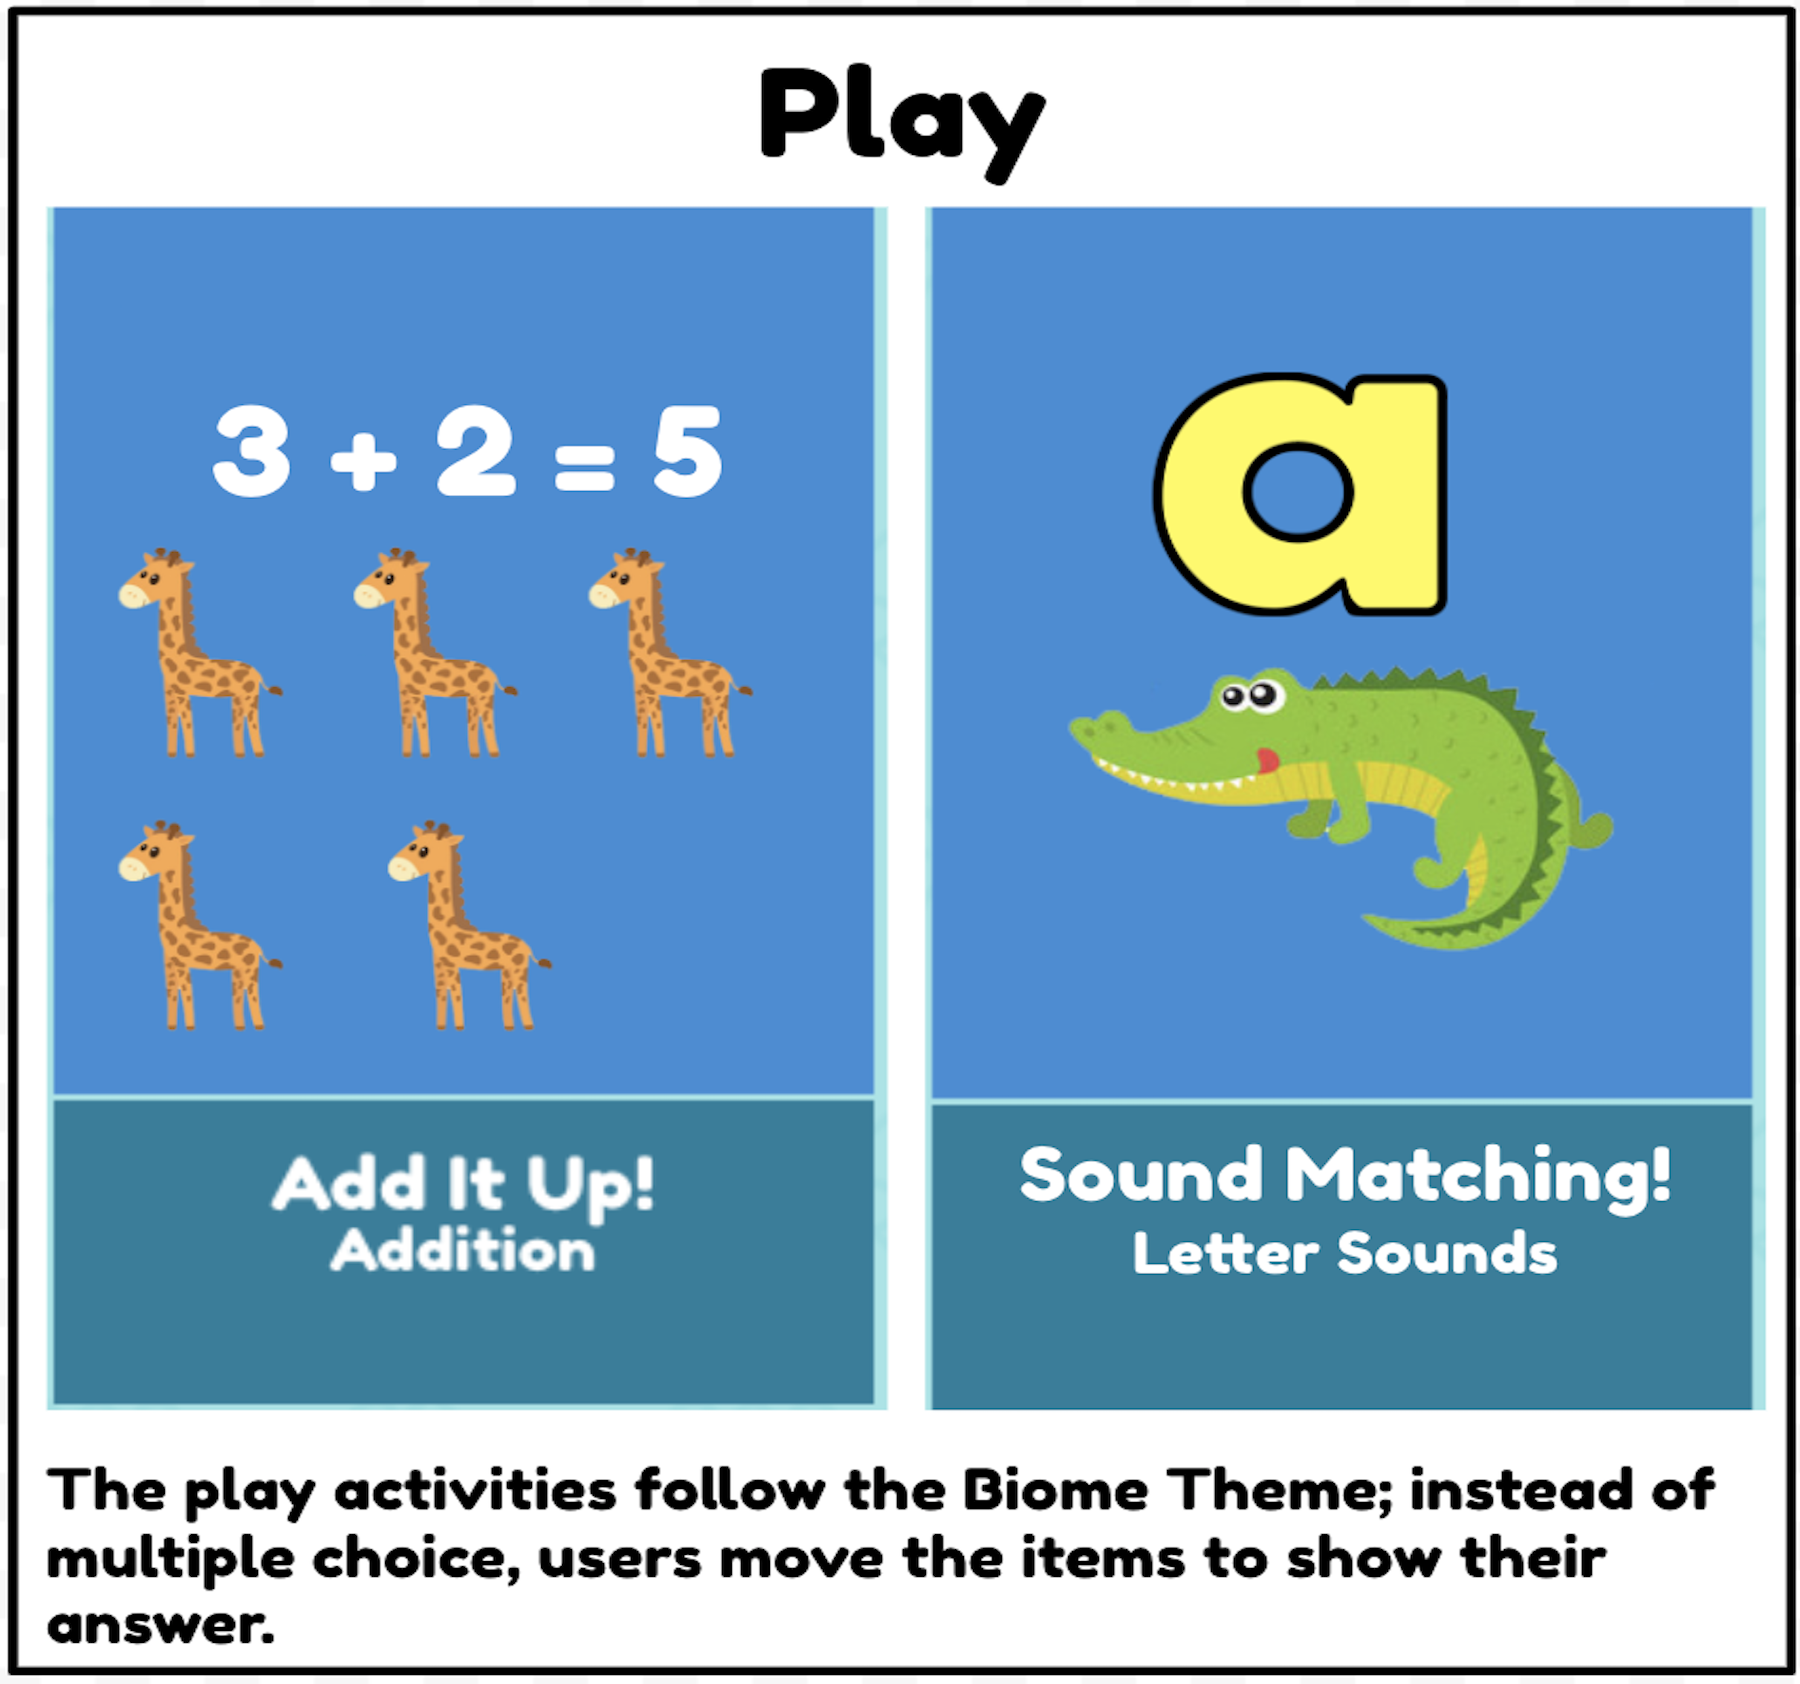 Play
3 + 2 = 5
Add It Up!
Addition
a
Sound Matching!
Letter Sounds
The play activities follow the Biome Theme; instead of
multiple choice, users move the items to show their
answer.